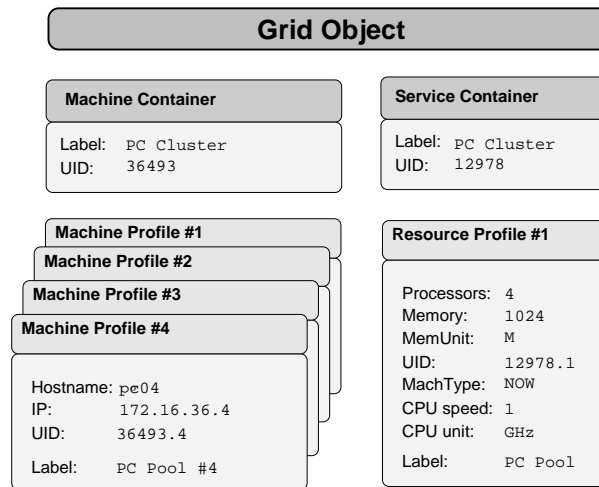 Grid Object
Machine Container
Label: PC Cluster
UID: 36493
Service Container
Label: PC Cluster
UID: 12978
Machine Profile #1
Machine Profile #2
Machine Profile #3
Machine Profile #4
Hostname: pc04
IP: 172.16.36.4
UID: 36493.4
Label: PC Pool #4
Resource Profile #1
Processors: 4
Memory: 1024
MemUnit: M
UID: 12978.1
MachType: NOW
CPU speed: 1
CPU unit: GHz
Label: PC Pool